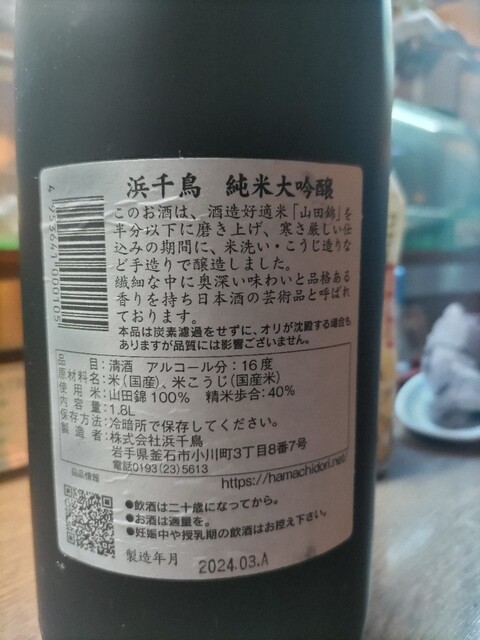 浜千鳥 純米大吟醸
このお酒は、酒造好適米「山田錦」を
半分以下に磨き上げ、寒さ厳しい仕
込みの期間に、米洗い・こうじ造りな
ど手造りで醸造しました。
繊細な中に奥深い味わいと品格ある
香りを持ち日本酒の芸術品と呼ばれ
ております。
本品は炭素濾過をせずに、オリが沈殿する場合も
ありますが品質には影響ございません。
品目:清酒 アルコール分:16度
原材料名:米(国産)、米こうじ(国産米)
使用米:山田錦100% 精米歩合:40%
内容量:1.8L
保存方法:冷暗所で保存してください。
製造者:株式会社浜千鳥
岩手県釜石市小川町3丁目8番7号
電話0193(23)5613
https://hamachidori.net/
商品情報
●飲酒は二十歳になってから。
●お酒は適量を。
●妊娠中や授乳期の飲酒はお控え下さい。
製造年月 2024.03.A
4 953641 000105